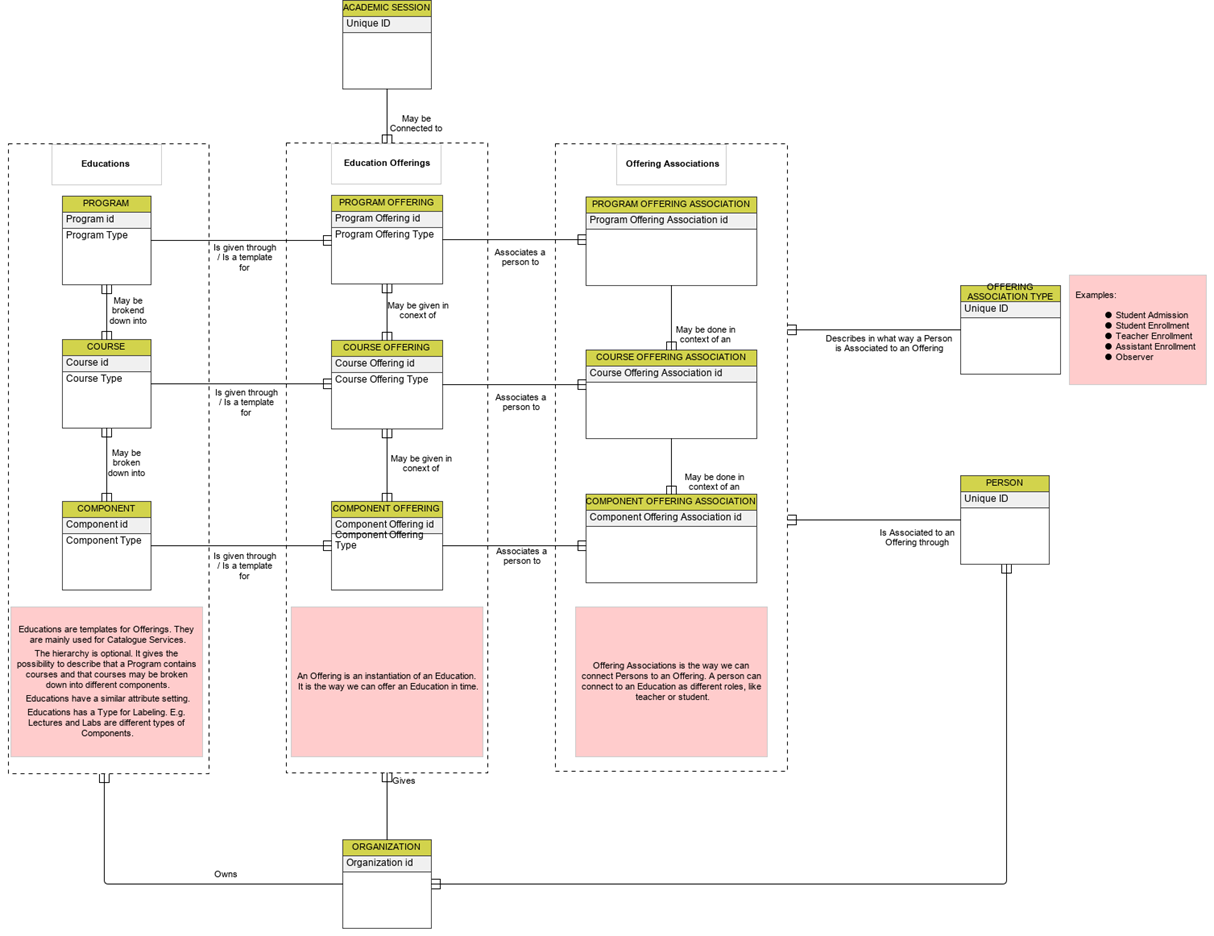 ACADEMIC SESSION
Unique ID
May be
Connected to
Educations
PROGRAM
Program id
Program Type
May be
brokend
down into
COURSE
Course id
Course Type
May be
broken
down into
COMPONENT
Component id
Component Type
Educations are templates for Offerings. They
are mainly used for Catalogue Services.
The hierarchy is optional. It gives the
possibility to describe that a Program contains
courses and that courses may be broken
down into different components.
Educations have a similar attribute setting.
Educations has a Type for Labeling. E.g.
Lectures and Labs are different types of
Components.
Is given through
/ Is a template
for
Is given through
/ Is a template
for
Is given through
/ Is a template
for
Education Offerings
PROGRAM OFFERING
Program Offering id
Program Offering Type
May be given in
conext of
COURSE OFFERING
Course Offering id
Course Offering Type
May be given in
conext of
COMPONENT OFFERING
Component Offering id
Component Offering
Type
An Offering is an instantiation of an Education.
It is the way we can offer an Education in time.
Associates a
person to
Associates a
person to
Associates a
person to
Offering Associations
PROGRAM OFFERING ASSOCIATION
Program Offering Association id
May be done in
context of an
COURSE OFFERING ASSOCIATION
Course Offering Association id
May be done in
context of an
COMPONENT OFFERING ASSOCIATION
Component Offering Association id
Offering Associations is the way we can
connect Persons to an Offering. A person can
connect to an Education as different roles, like
teacher or student.
Describes in what way a Person
is Associated to an Offering
OFFERING
ASSOCIATION TYPE
Unique ID
Examples:
● Student Admission
● Student Enrollment
● Teacher Enrollment
● Assistant Enrollment
● Observer
Is Associated to an
Offering through
PERSON
Unique ID
Gives
Owns
ORGANIZATION
Organization id